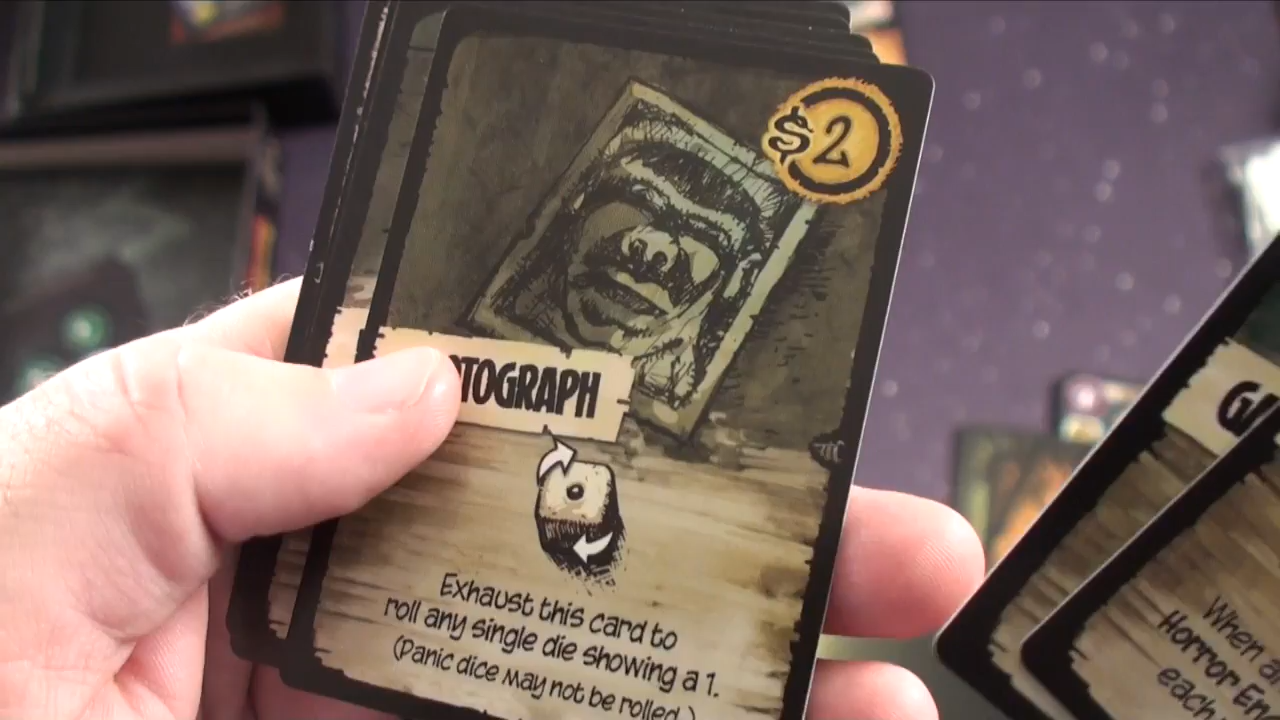 $2
TOGRAPH
Exhaust this card to
roll any single die showing a 1.
(Panic dice may not be rolled.)
When a
Horror En
each